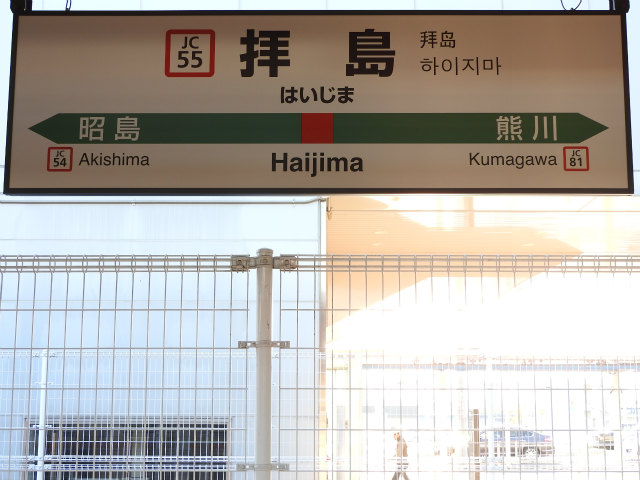 JC
55
拝島
拝岛
하이지마
はいじま
昭島
熊川
JC
54
Akishima
Haijima
Kumagawa
JC
81